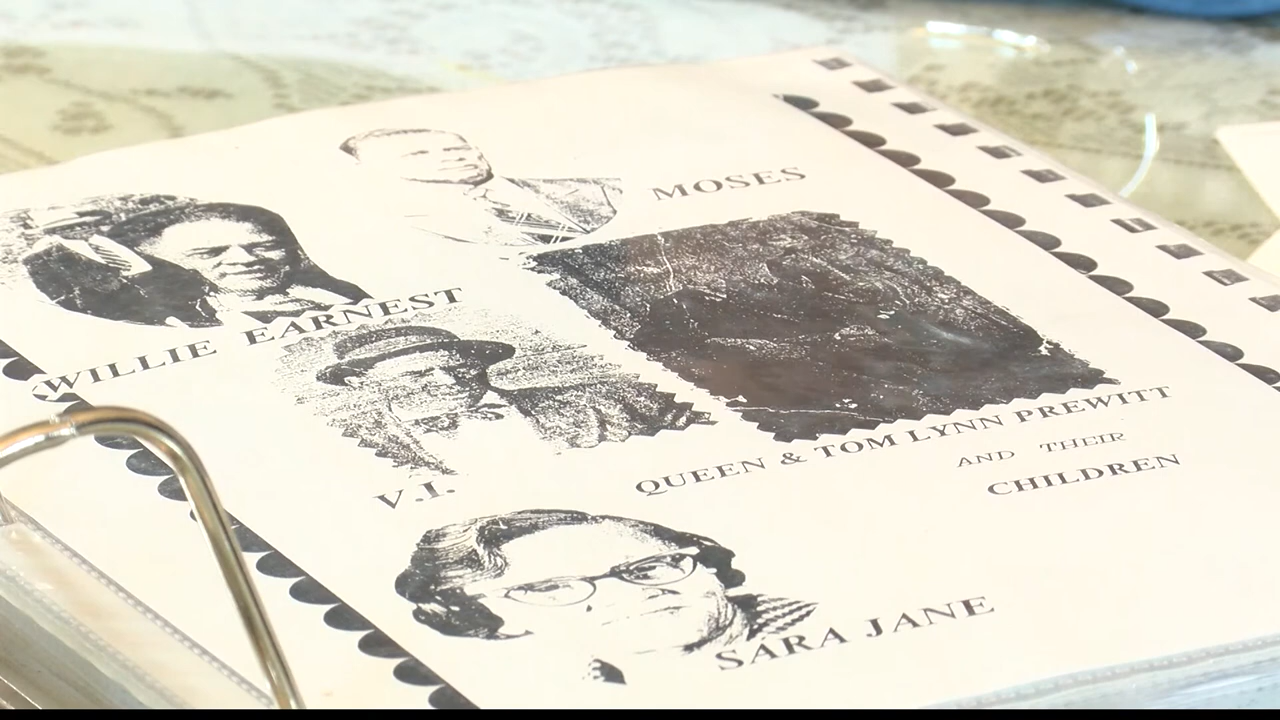 MOSES
WILLIE EARNEST
V.I.
QUEEN & TOM LYNN PREWITT
AND THEIR
CHILDREN
SARA JANE